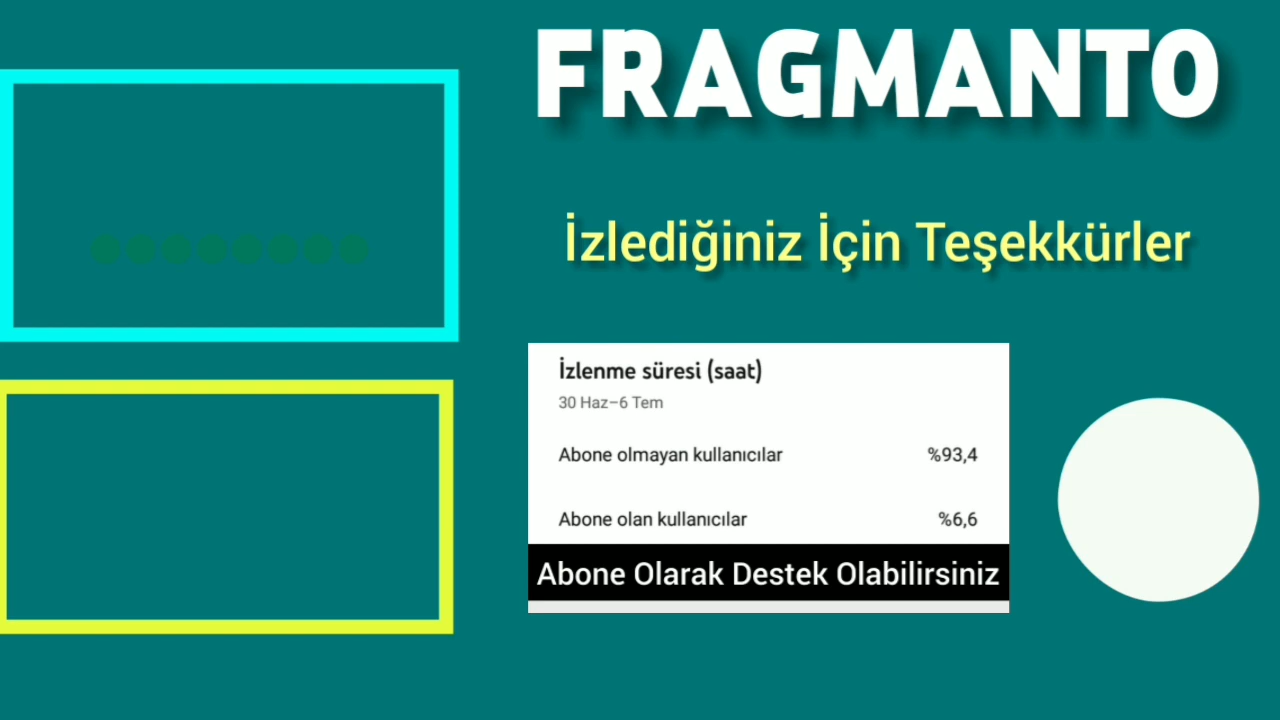 FRAGMANTO
İzlediğiniz İçin Teşekkürler
İzlenme süresi (saat)
30 Haz–6 Tem
Abone olmayan kullanıcılar %93,4
Abone olan kullanıcılar %6,6
Abone Olarak Destek Olabilirsiniz